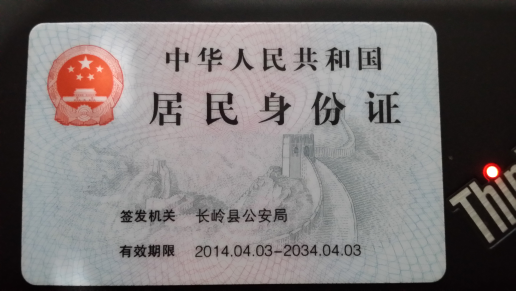 中华人民共和国
居民身份证
签发机关 长岭县公安局
有效期限 2014.04.03-2034.04.03
Thin